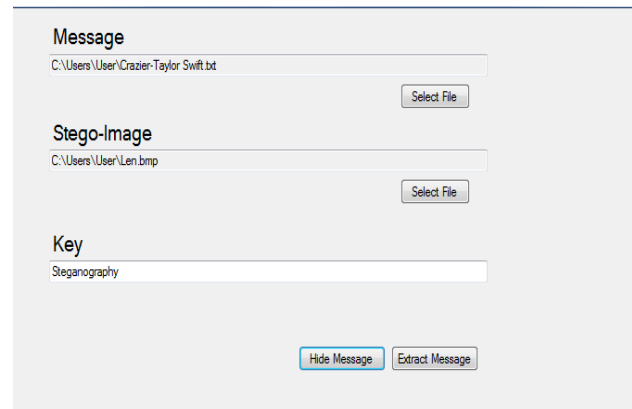 Message
C:\Users\User\Crazier-Taylor Swift.txt
Select File
Stego-Image
C:\Users\User\Len.bmp
Select File
Key
Steganography
Hide Message Extract Message